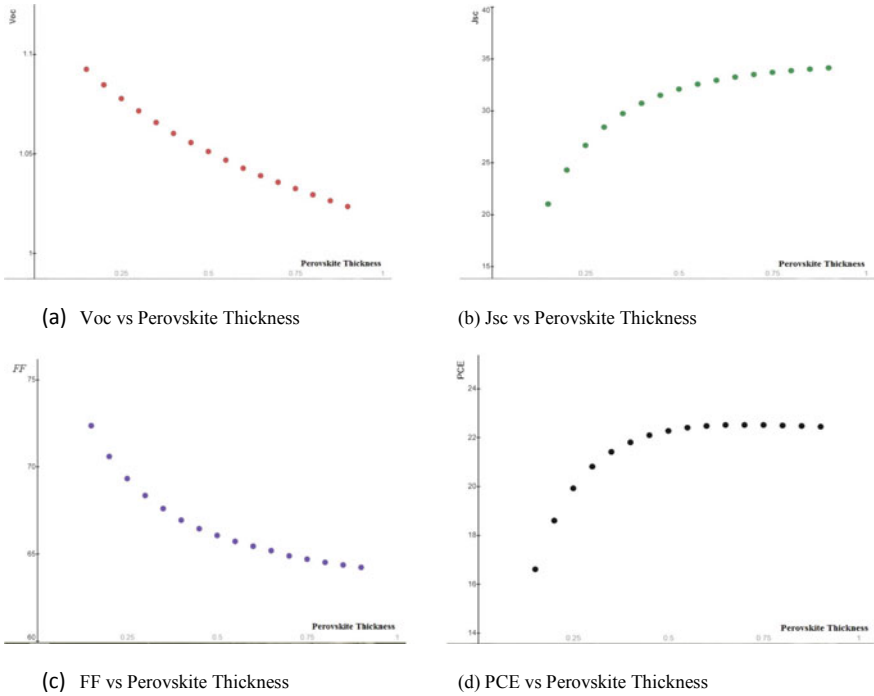 Voc
1.1
1.05
1
Perovskite Thickness
0.25 0.5 0.75 1
(a) Voc vs Perovskite Thickness
Jsc
40
35
30
25
20
15
Perovskite Thickness
0.25 0.5 0.75 1
(b) Jsc vs Perovskite Thickness
FF
75
70
65
60
Perovskite Thickness
0.25 0.5 0.75 1
(c) FF vs Perovskite Thickness
PCE
24
22
20
18
16
14
Perovskite Thickness
0.25 0.5 0.75 1
(d) PCE vs Perovskite Thickness